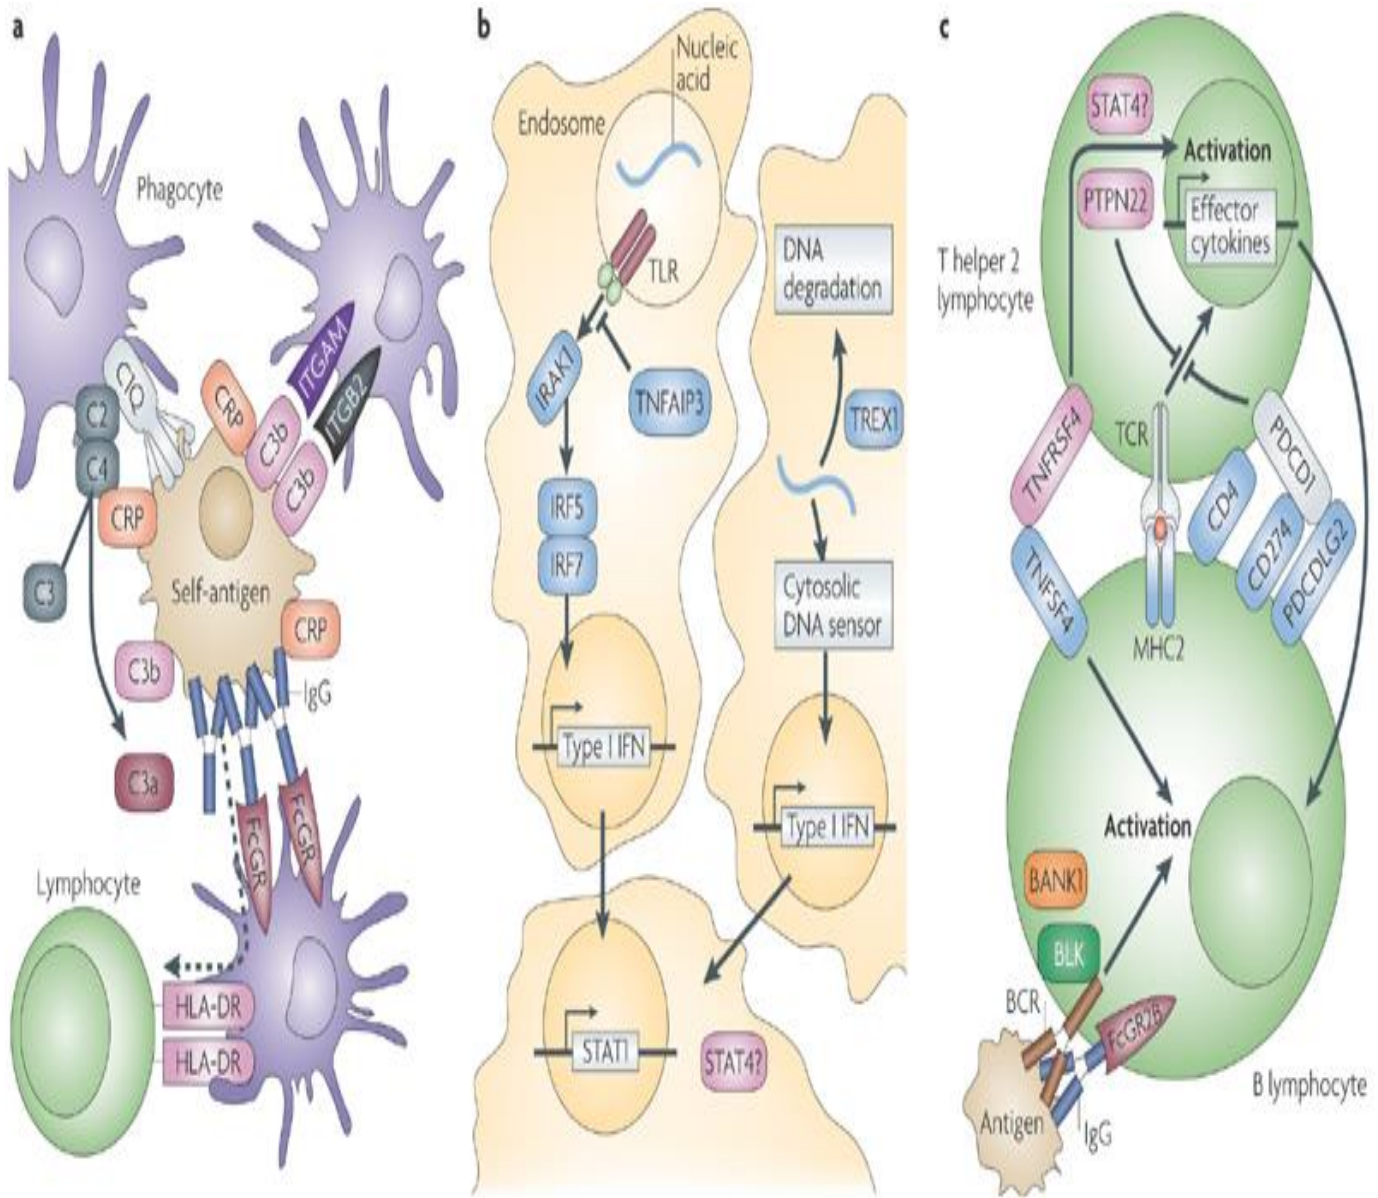 a
Phagocyte
CIQ
C2
C4
CRP
C3
CRP
C3b
C3b
ITGAM
ITGB2
Self-antigen
CRP
C3b
IgG
C3a
FcGR
FcGR
Lymphocyte
HLA-DR
HLA-DR
b
Nucleic
acid
Endosome
TLR
IRAK1
TNFAIP3
IRF5
IRF7
Type I IFN
DNA
degradation
TREX1
Cytosolic
DNA sensor
Type I IFN
STAT1
STAT4?
c
STAT4?
Activation
PTPN22
Effector
cytokines
T helper 2
lymphocyte
TNFRSF4
TCR
PDCD1
CD4
CD274
PDCDLG2
TNFSF4
MHC2
Activation
BANK1
BLK
BCR
FcGR2B
Antigen
IgG
B lymphocyte